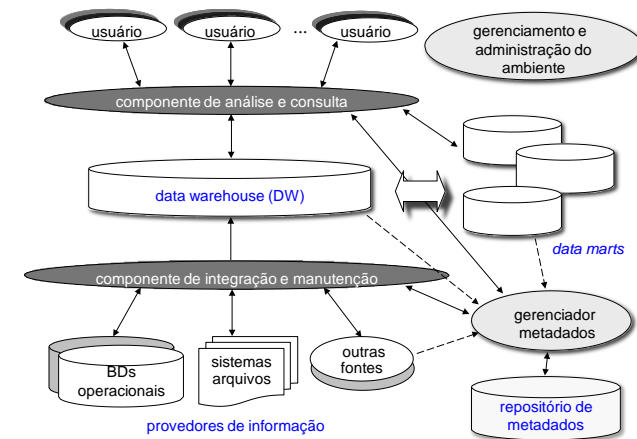 usuário
usuário
...
usuário
gerenciamento e
administração do
ambiente
componente de análise e consulta
data warehouse (DW)
data marts
componente de integração e manutenção
gerenciador
metadados
BDs
operacionais
sistemas
arquivos
outras
fontes
repositório de
metadados
provedores de informação